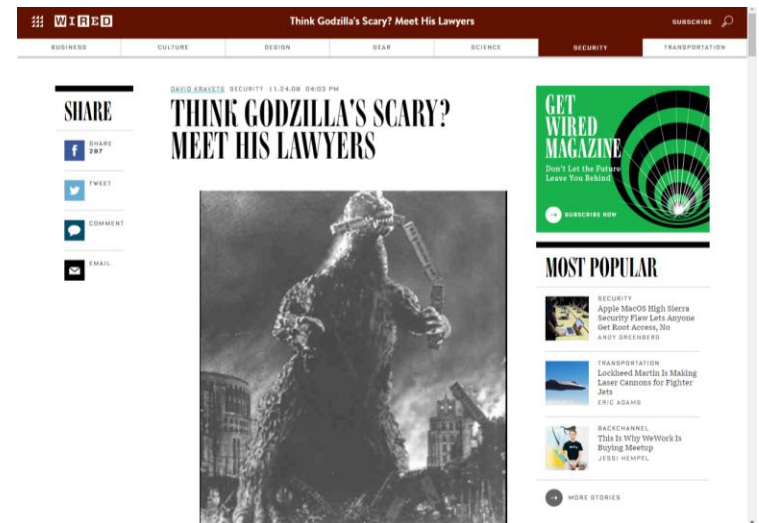 WIRED
Think Godzilla's Scary? Meet His Lawyers
SUBSCRIBE
BUSINESS
CULTURE
DESIGN
GEAR
SCIENCE
SECURITY
TRANSPORTATION
SHARE
SHARE
287
TWEET
COMMENT
EMAIL
DAVID KRAVETS SECURITY 11.24.08 04:03 PM
THINK GODZILLA'S SCARY?
MEET HIS LAWYERS
GET
WIRED
MAGAZINE
Don't Let the Future
Leave You Behind
SUBSCRIBE NOW
MOST POPULAR
SECURITY
Apple MacOS High Sierra
Security Flaw Lets Anyone
Get Root Access, No
ANDY GREENBERG
TRANSPORTATION
Lockheed Martin Is Making
Laser Cannons for Fighter
Jets
ERIC ADAMS
BACKCHANNEL
This Is Why WeWork Is
Buying Meetup
JESSI HEMPEL
MORE STORIES